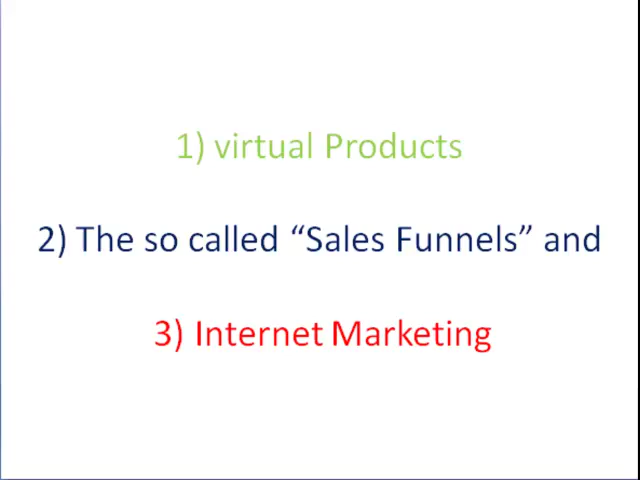 1) virtual Products
2) The so called “Sales Funnels” and
3) Internet Marketing